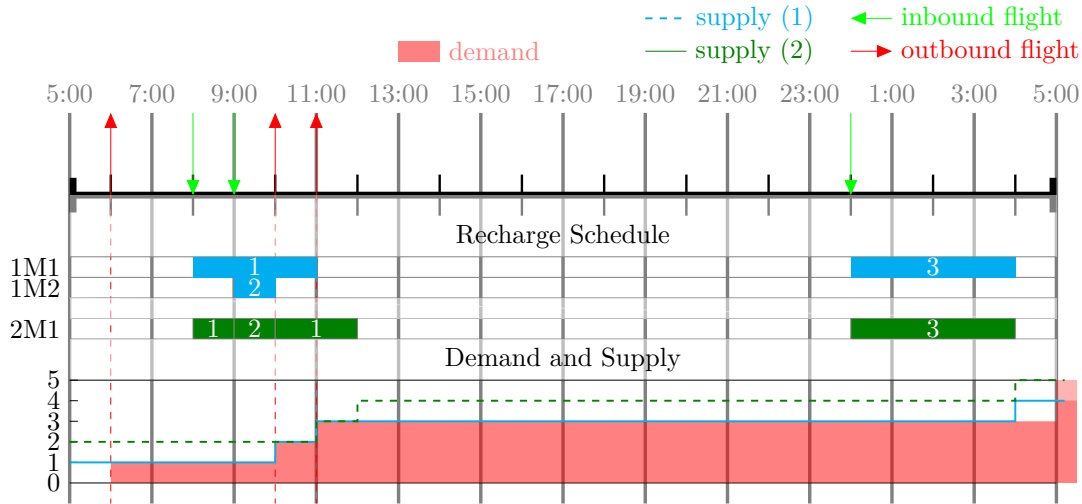 supply (1) inbound flight
demand supply (2) outbound flight
5:00 7:00 9:00 11:00 13:00 15:00 17:00 19:00 21:00 23:00 1:00 3:00 5:00
Recharge Schedule
1M1 1 3
1M2 2
2M1 1 2 1 3
Demand and Supply
5
4
3
2
1
0